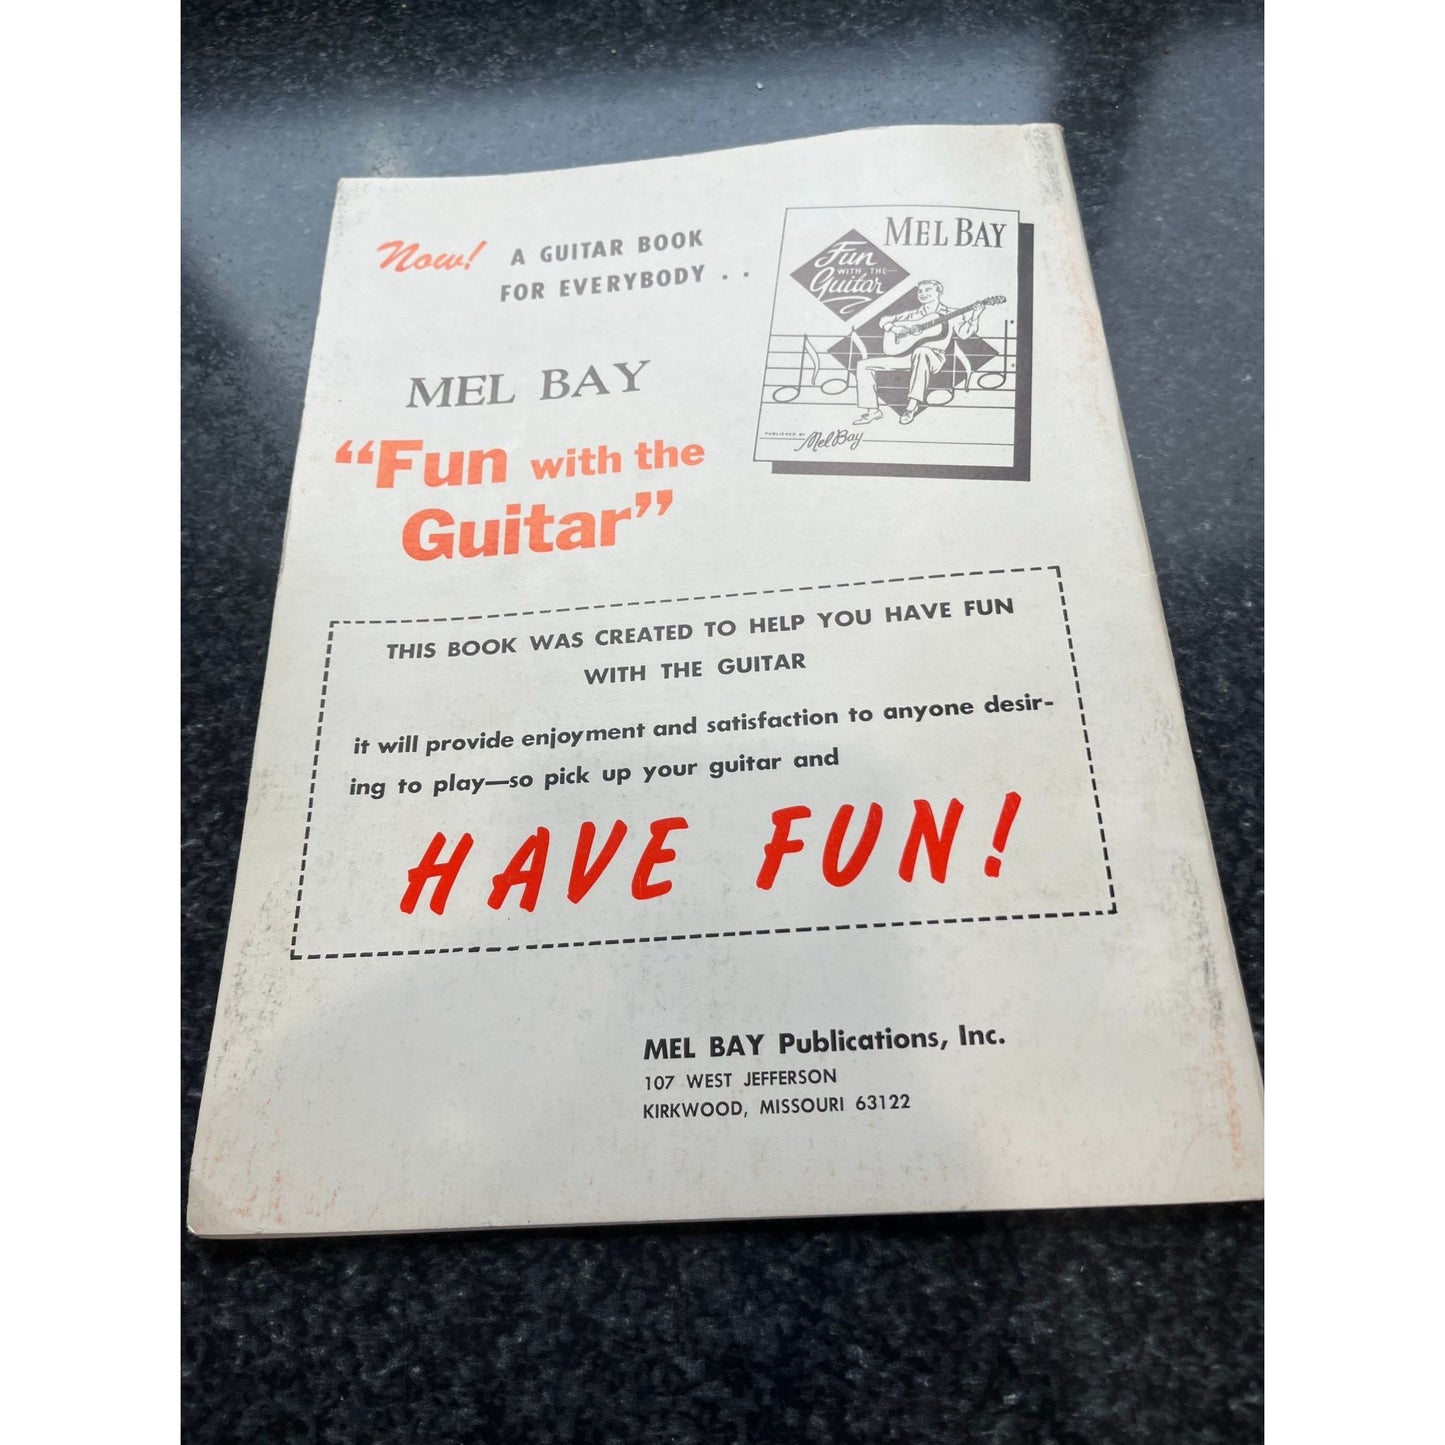 Now! A GUITAR BOOK
FOR EVERYBODY . .
MEL BAY
Fun
WITH THE
Guitar
PUBLISHED BY
Mel Bay
MEL BAY
“Fun with the
Guitar”
THIS BOOK WAS CREATED TO HELP YOU HAVE FUN
WITH THE GUITAR
it will provide enjoyment and satisfaction to anyone desir-
ing to play—so pick up your guitar and
HAVE FUN!
MEL BAY Publications, Inc.
107 WEST JEFFERSON
KIRKWOOD, MISSOURI 63122